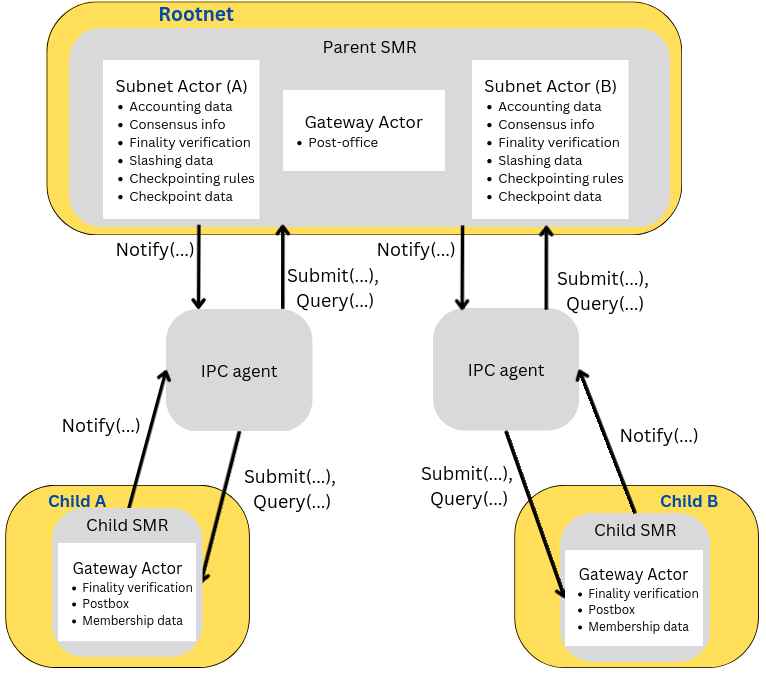 Rootnet
Parent SMR
Subnet Actor (A)
• Accounting data
• Consensus info
• Finality verification
• Slashing data
• Checkpointing rules
• Checkpoint data
Gateway Actor
• Post-office
Subnet Actor (B)
• Accounting data
• Consensus info
• Finality verification
• Slashing data
• Checkpointing rules
• Checkpoint data
Notify(...)
Submit(...),
Query(...)
Notify(...)
Submit(...),
Query(...)
IPC agent
IPC agent
Notify(...)
Submit(...),
Query(...)
Submit(...),
Query(...)
Notify(...)
Child A
Child SMR
Gateway Actor
• Finality verification
• Postbox
• Membership data
Child B
Child SMR
Gateway Actor
• Finality verification
• Postbox
• Membership data